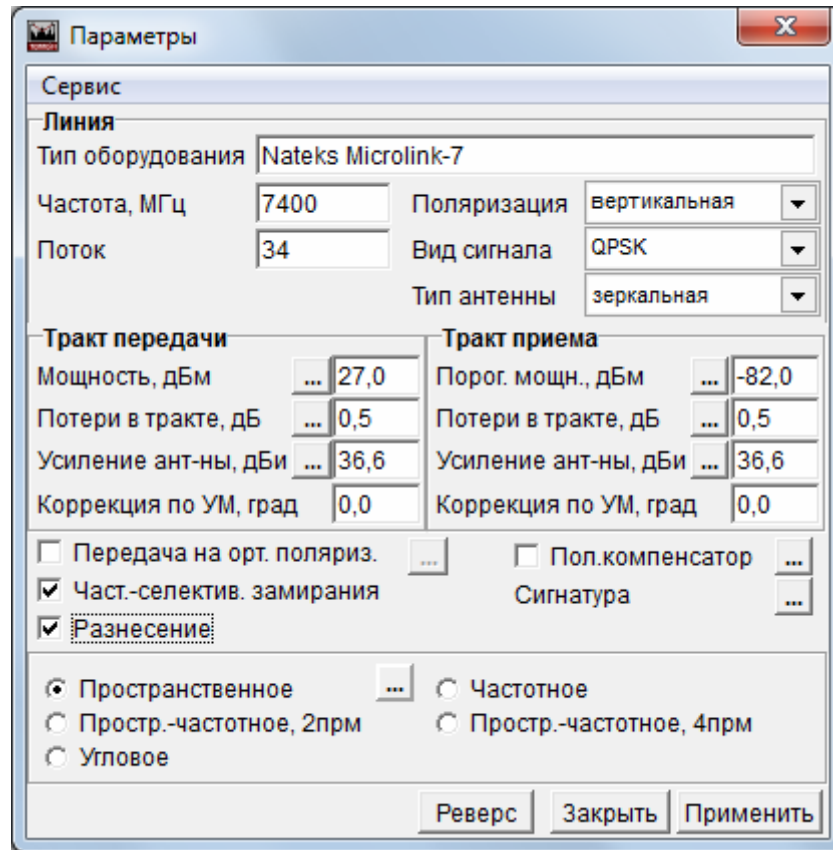 Параметры
Сервис
Линия
Тип оборудования Nateks Microlink-7
Частота, МГц 7400 Поляризация вертикальная
Поток 34 Вид сигнала QPSK
Тип антенны зеркальная
Тракт передачи Тракт приема
Мощность, дБм ... 27,0 Порог. мощн., дБм ... -82,0
Потери в тракте, дБ ... 0,5 Потери в тракте, дБ ... 0,5
Усиление ант-ны, дБи ... 36,6 Усиление ант-ны, дБи ... 36,6
Коррекция по УМ, град 0,0 Коррекция по УМ, град 0,0
Передача на орт. поляриз. ... Пол.компенсатор ...
Част.-селектив. замирания Сигнатура ...
Разнесение
Пространственное ... Частотное
Простр.-частотное, 2прм Простр.-частотное, 4прм
Угловое
Реверс Закрыть Применить